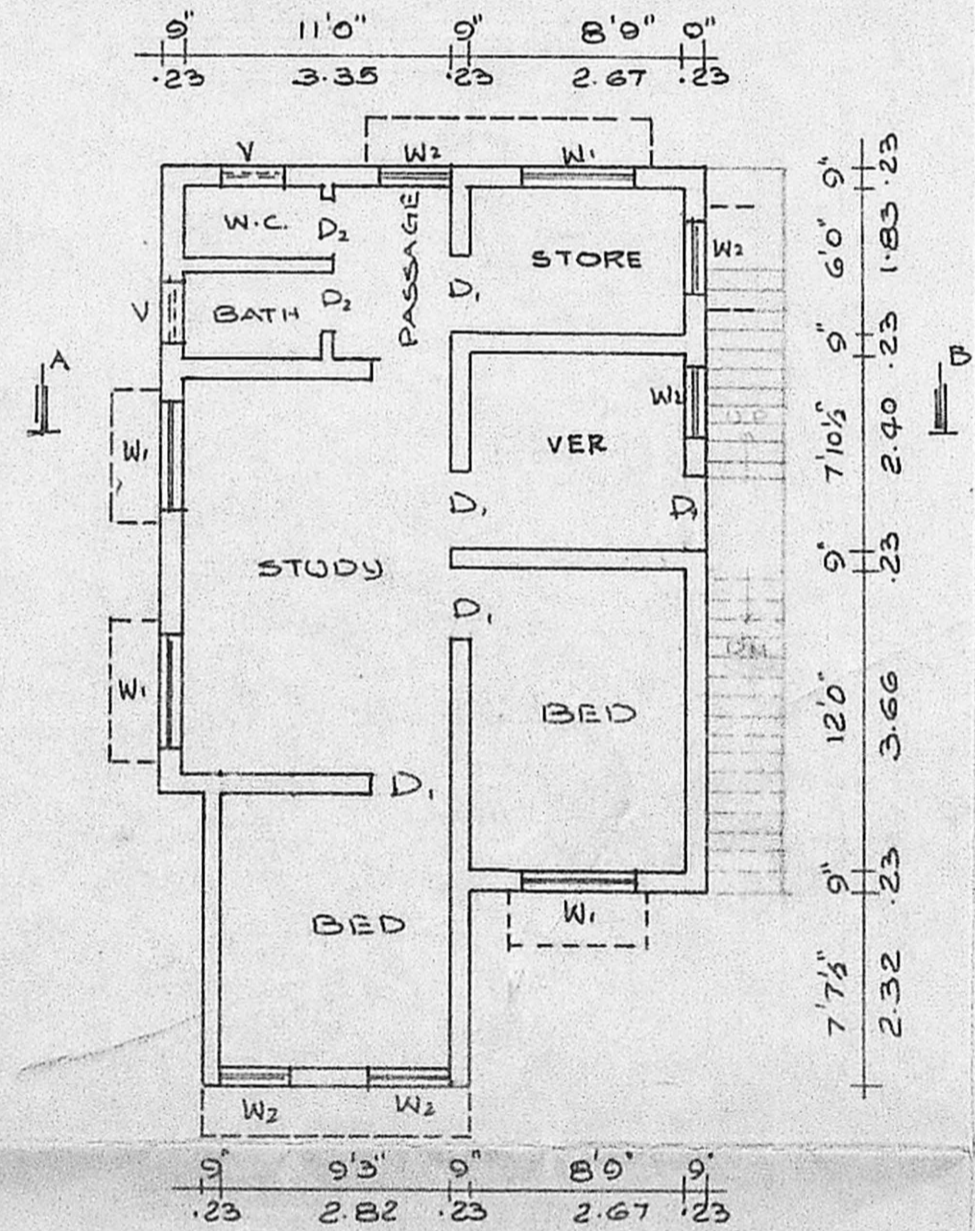 9" 11'0" 9" 8'9" 0"
.23 3.35 .23 2.67 .23
V W2 W1
W.C. D2 PASSAGE STORE W2
V BATH D2 D1
A B
W1 VER W2 UP
D1 D1
STUDY
D1
W1 BED DN
D1
BED W1
W2 W2
9" 6'0" 9" 7'10½" 9" 12'0" 9" 7'7½"
.23 1.83 .23 2.40 .23 3.66 .23 2.32
9" 9'3" 9" 8'9" 9"
.23 2.82 .23 2.67 .23